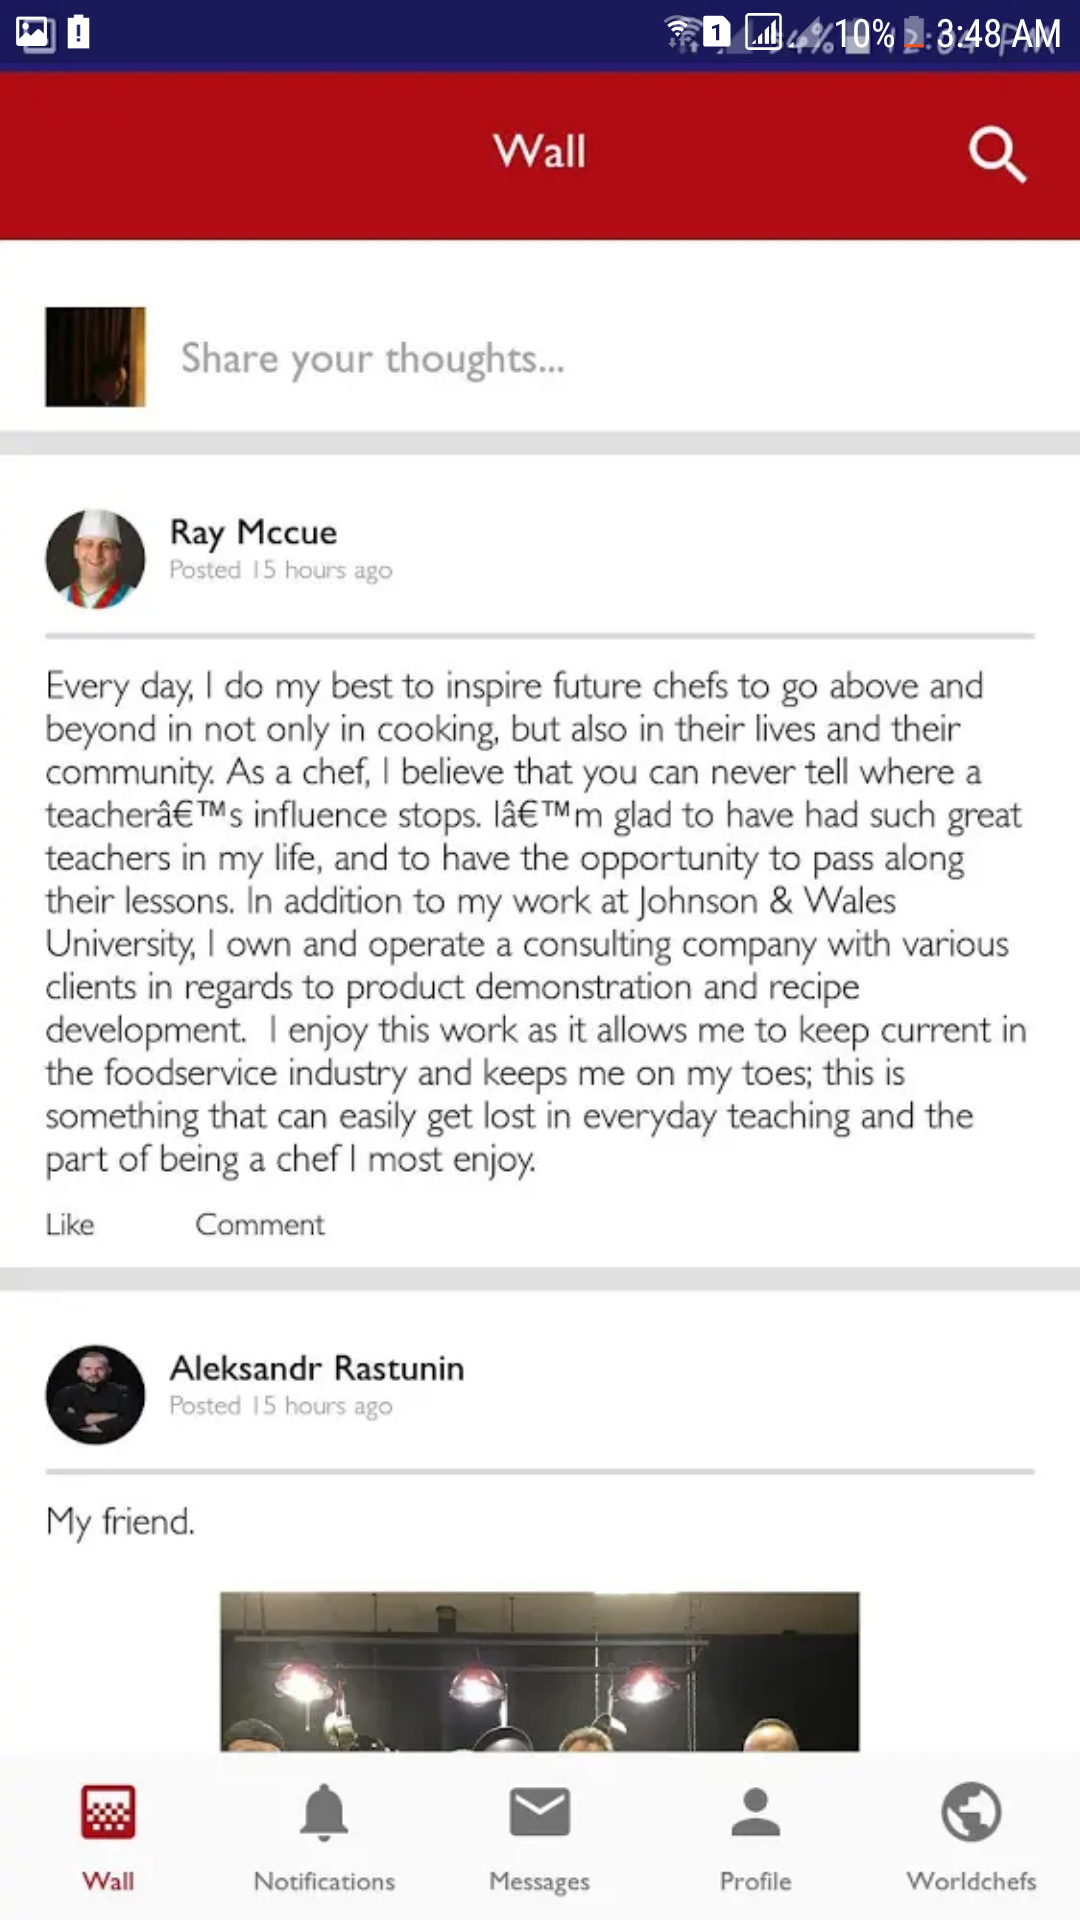 1 10% 3:48 AM
Wall
Share your thoughts...
Ray Mccue
Posted 15 hours ago
Every day, I do my best to inspire future chefs to go above and
beyond in not only in cooking, but also in their lives and their
community. As a chef, I believe that you can never tell where a
teacherâ€™s influence stops. Iâ€™m glad to have had such great
teachers in my life, and to have the opportunity to pass along
their lessons. In addition to my work at Johnson & Wales
University, I own and operate a consulting company with various
clients in regards to product demonstration and recipe
development.  I enjoy this work as it allows me to keep current in
the foodservice industry and keeps me on my toes; this is
something that can easily get lost in everyday teaching and the
part of being a chef I most enjoy.
Like Comment
Aleksandr Rastunin
Posted 15 hours ago
My friend.
Wall Notifications Messages Profile Worldchefs